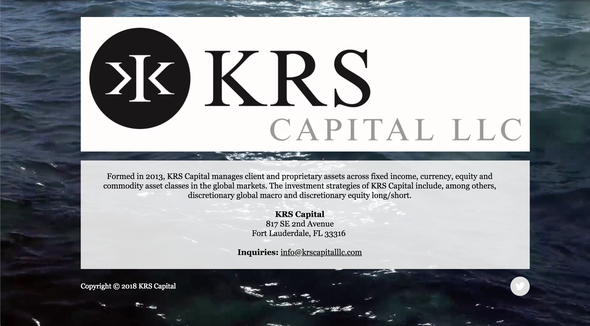 KRS
CAPITAL LLC
Formed in 2013, KRS Capital manages client and proprietary assets across fixed income, currency, equity and
commodity asset classes in the global markets. The investment strategies of KRS Capital include, among others,
discretionary global macro and discretionary equity long/short.
KRS Capital
817 SE 2nd Avenue
Fort Lauderdale, FL 33316
Inquiries: info@krscapitalllc.com
Copyright © 2018 KRS Capital